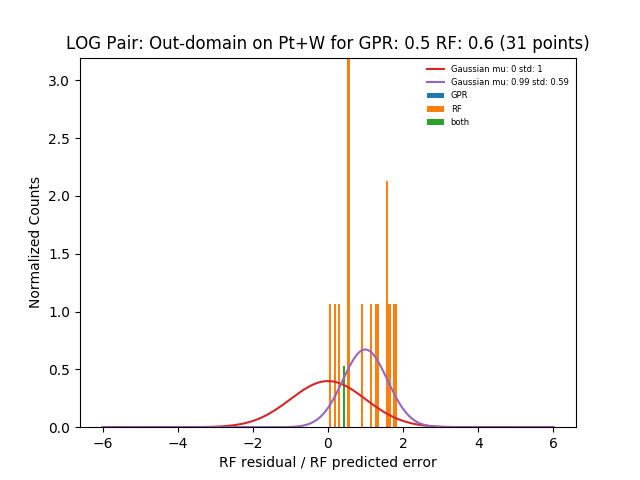 LOG Pair: Out-domain on Pt+W for GPR: 0.5 RF: 0.6 (31 points)
Gaussian mu: 0 std: 1
Gaussian mu: 0.99 std: 0.59
GPR
RF
both
Normalized Counts
3.0
2.5
2.0
1.5
1.0
0.5
0.0
−6 −4 −2 0 2 4 6
RF residual / RF predicted error